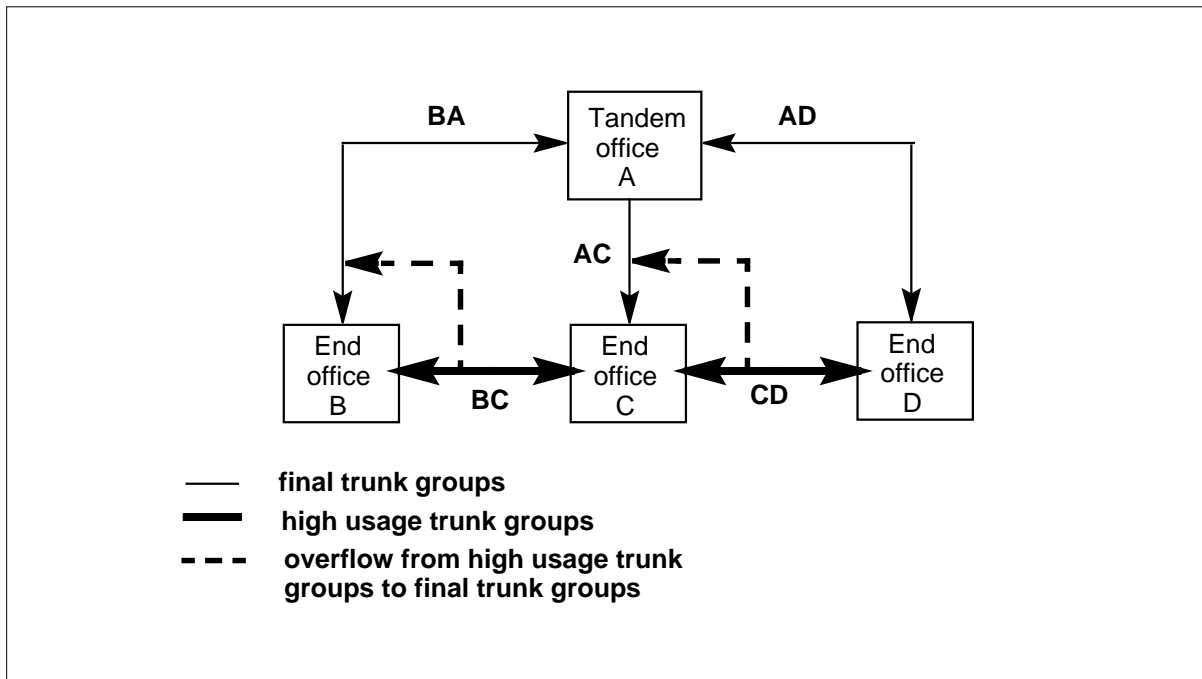 BA
Tandem
office
A
AD
AC
End
office
B
BC
End
office
C
CD
End
office
D
final trunk groups
high usage trunk groups
overflow from high usage trunk
groups to final trunk groups